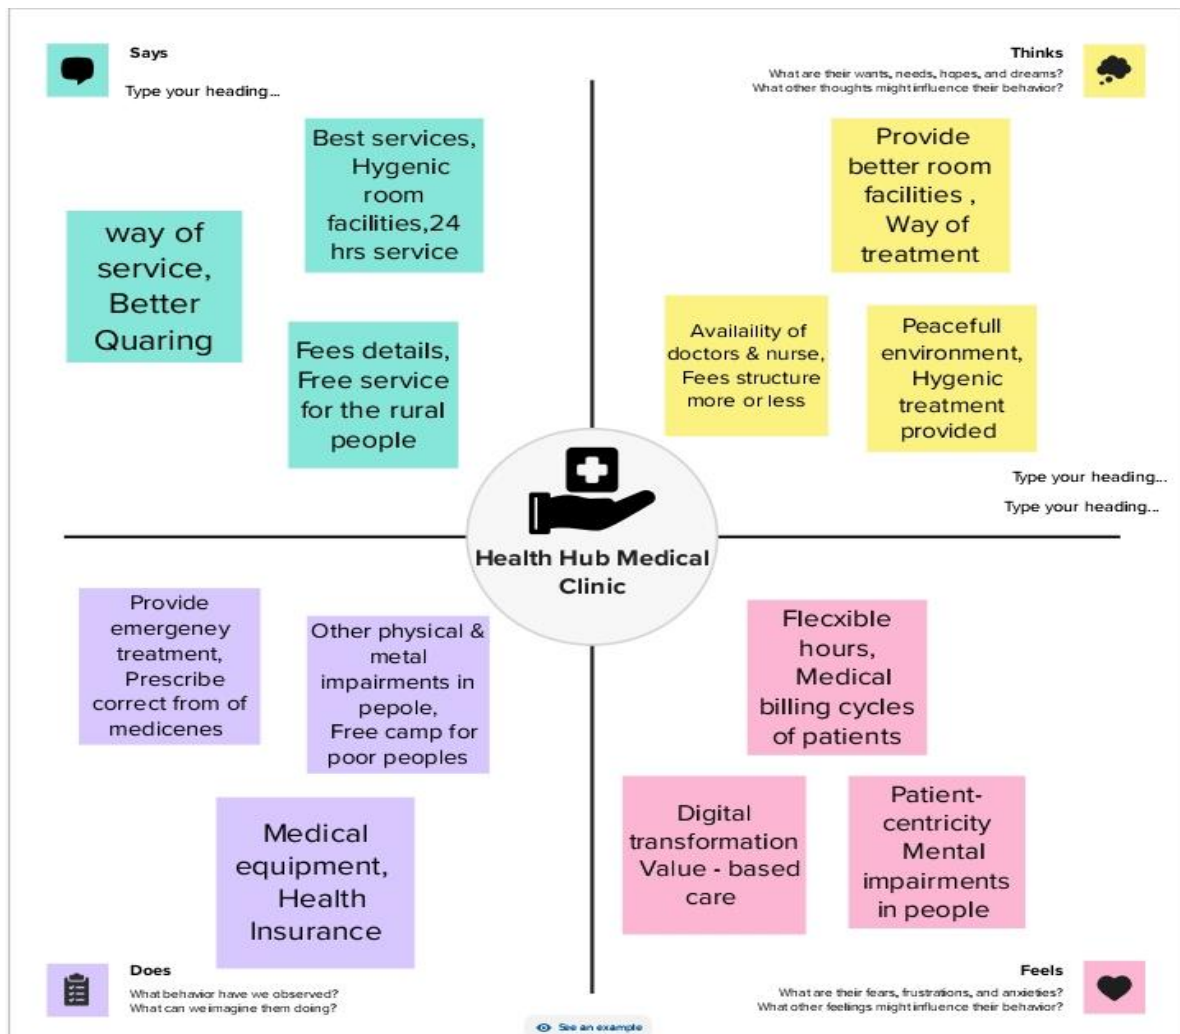 Says
Type your heading...
Best services,
Hygenic
room
facilities,24
hrs service
way of
service,
Better
Quaring
Fees details,
Free service
for the rural
people
Thinks
What are their wants, needs, hopes, and dreams?
What other thoughts might influence their behavior?
Provide
better room
facilities ,
Way of
treatment
Availaility of
doctors & nurse,
Fees structure
more or less
Peacefull
environment,
Hygenic
treatment
provided
Type your heading...
Type your heading...
Health Hub Medical
Clinic
Provide
emergeney
treatment,
Prescribe
correct from of
medicenes
Other physical &
metal
impairments in
pepole,
Free camp for
poor peoples
Medical
equipment,
Health
Insurance
Does
What behavior have we observed?
What can we imagine them doing?
Flecxible
hours,
Medical
billing cycles
of patients
Digital
transformation
Value - based
care
Patient-
centricity
Mental
impairments
in people
Feels
What are their fears, frustrations, and anxieties?
What other feelings might influence their behavior?
See an example